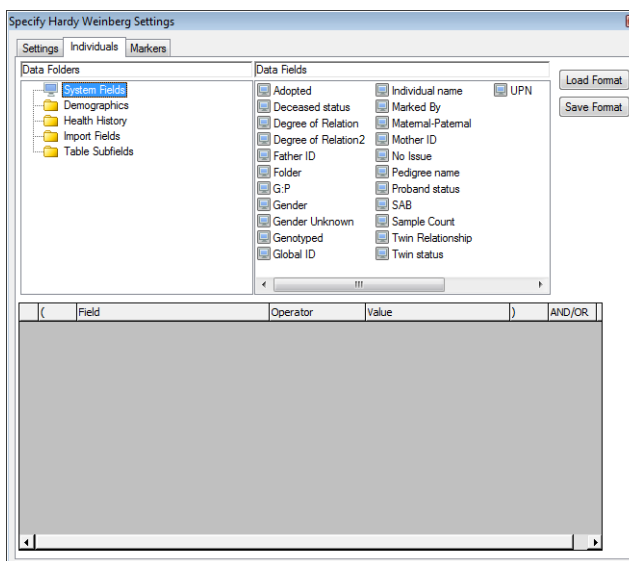 Specify Hardy Weinberg Settings
Settings Individuals Markers
Data Folders Data Fields
Load Format
Save Format
System Fields
Demographics
Health History
Import Fields
Table Subfields
Adopted Individual name UPN
Deceased status Marked By
Degree of Relation Maternal-Paternal
Degree of Relation2 Mother ID
Father ID No Issue
Folder Pedigree name
G:P Proband status
Gender SAB
Gender Unknown Sample Count
Genotyped Twin Relationship
Global ID Twin status
( Field Operator Value ) AND/OR